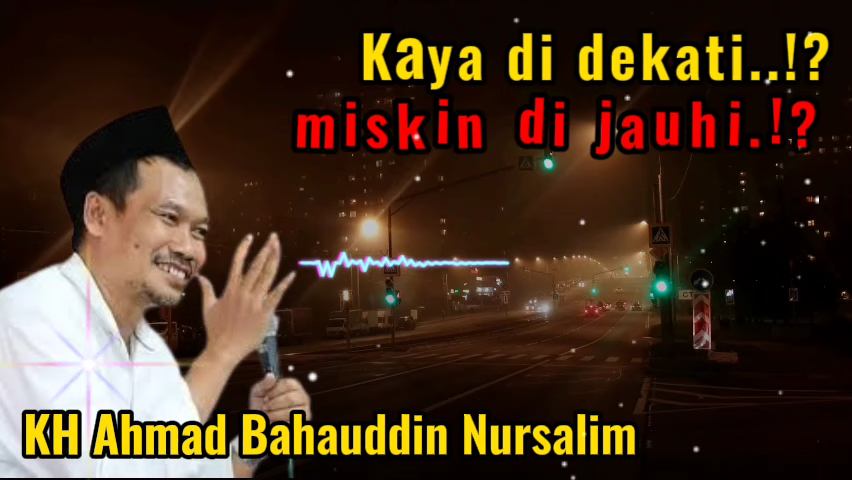 Kaya di dekati..!?
miskin di jauhi.!?
KH Ahmad Bahauddin Nursalim